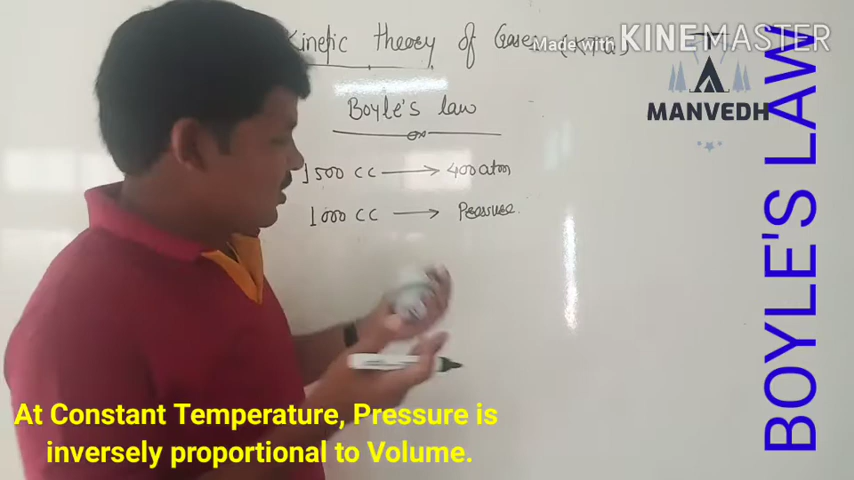 Kinetic theory of Gases (KTG)
Made with KINEMASTER
MANVEDH
Boyle's law
1500 cc → 400 atm
1000 cc → Pressure.
BOYLE'S LAW
At Constant Temperature, Pressure is
inversely proportional to Volume.